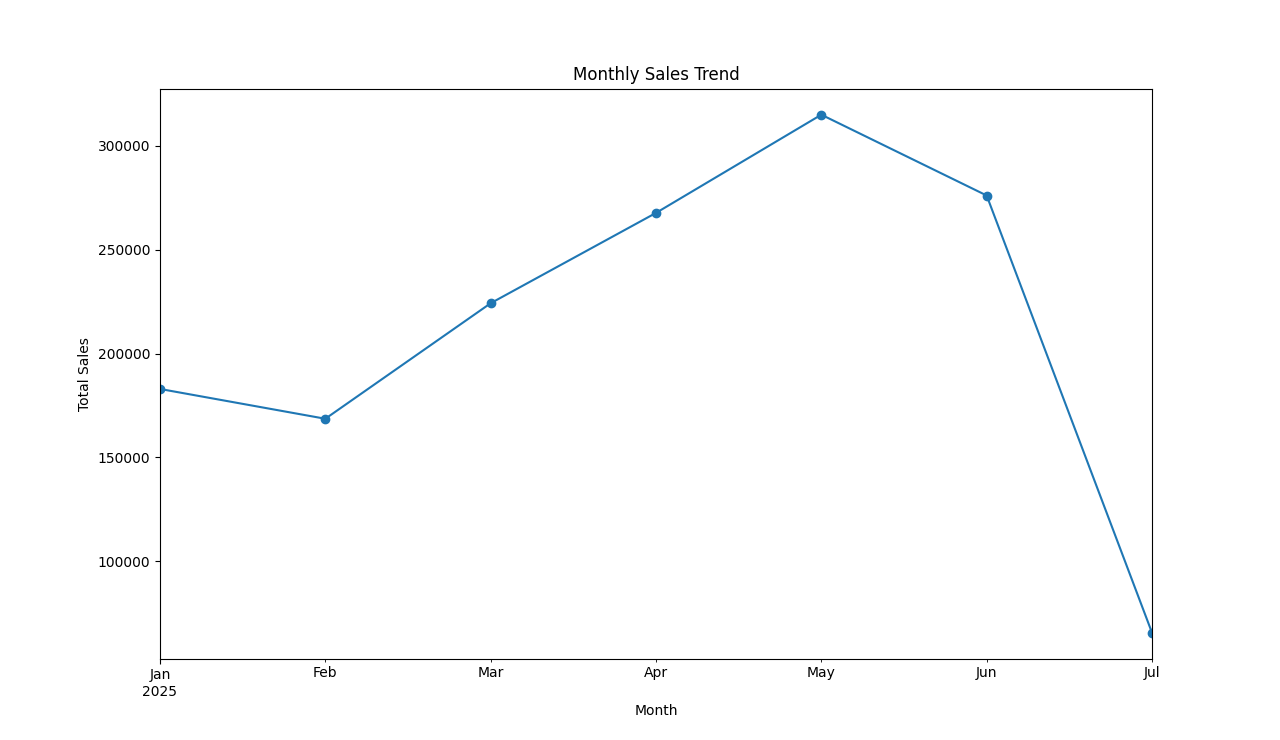 Monthly Sales Trend
300000
250000
200000
150000
100000
Total Sales
Jan Feb Mar Apr May Jun Jul
2025
Month